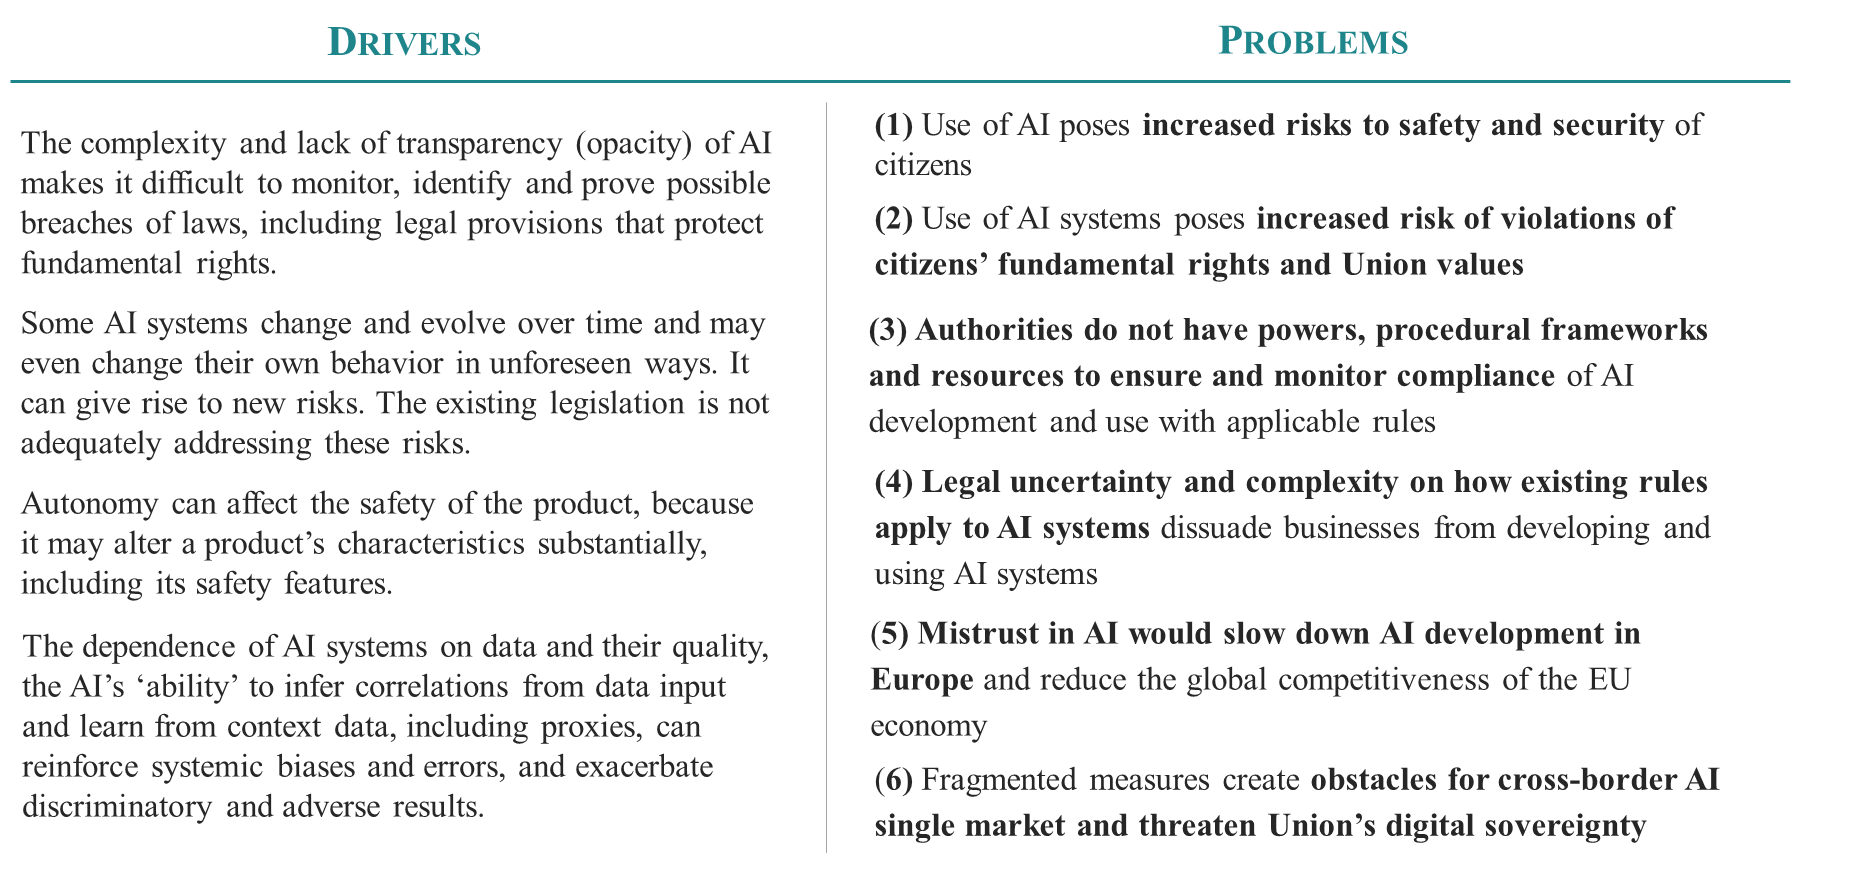 DRIVERS
PROBLEMS
The complexity and lack of transparency (opacity) of AI
makes it difficult to monitor, identify and prove possible
breaches of laws, including legal provisions that protect
fundamental rights.
Some AI systems change and evolve over time and may
even change their own behavior in unforeseen ways. It
can give rise to new risks. The existing legislation is not
adequately addressing these risks.
Autonomy can affect the safety of the product, because
it may alter a product’s characteristics substantially,
including its safety features.
The dependence of AI systems on data and their quality,
the AI’s ‘ability’ to infer correlations from data input
and learn from context data, including proxies, can
reinforce systemic biases and errors, and exacerbate
discriminatory and adverse results.
(1) Use of AI poses increased risks to safety and security of
citizens
(2) Use of AI systems poses increased risk of violations of
citizens’ fundamental rights and Union values
(3) Authorities do not have powers, procedural frameworks
and resources to ensure and monitor compliance of AI
development and use with applicable rules
(4) Legal uncertainty and complexity on how existing rules
apply to AI systems dissuade businesses from developing and
using AI systems
(5) Mistrust in AI would slow down AI development in
Europe and reduce the global competitiveness of the EU
economy
(6) Fragmented measures create obstacles for cross-border AI
single market and threaten Union’s digital sovereignty